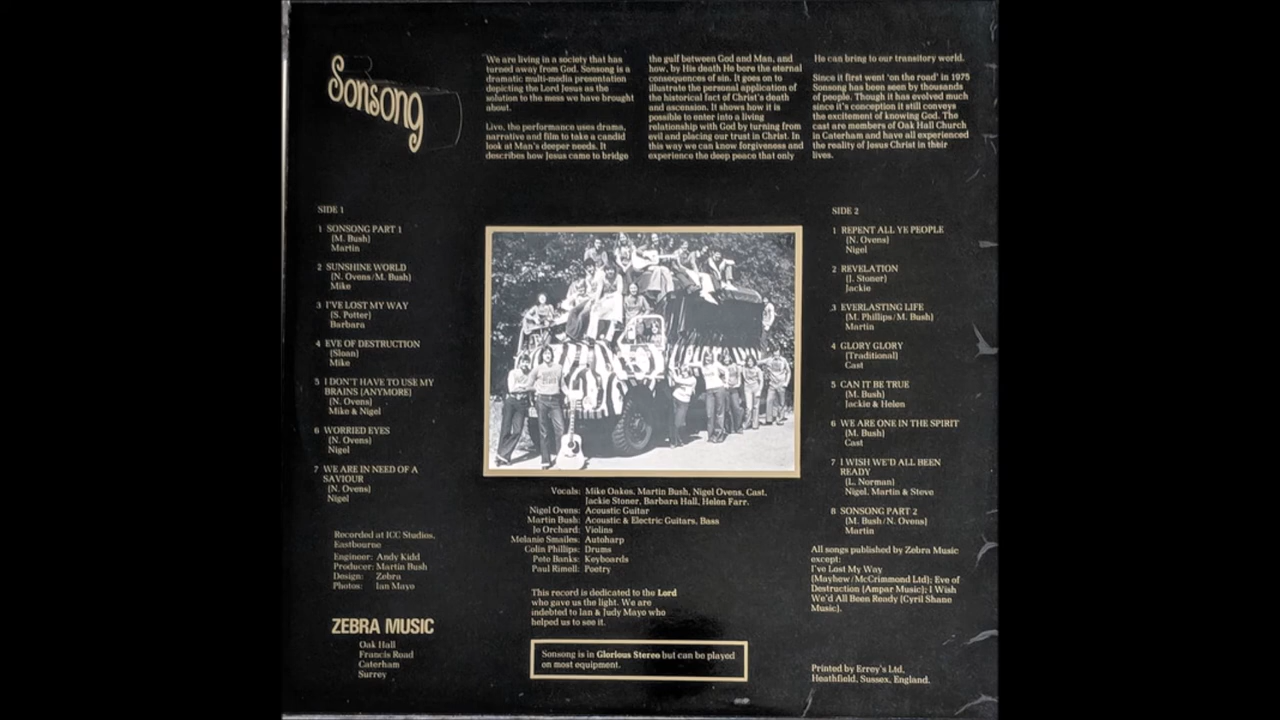 Sonsong
We are living in a society that has
turned away from God. Sonsong is a
dramatic multi-media presentation
depicting the Lord Jesus as the
solution to the mess we have brought
about.
Live, the performance uses drama,
narrative and film to take a candid
look at Man's deeper needs. It
describes how Jesus came to bridge
the gulf between God and Man, and
how, by His death He bore the eternal
consequences of sin. It goes on to
illustrate the personal application of
the historical fact of Christ's death
and ascension. It shows how it is
possible to enter into a living
relationship with God by turning from
evil and placing our trust in Christ. In
this way we can know forgiveness and
experience the deep peace that only
He can bring to our transitory world.
Since it first went 'on the road' in 1975
Sonsong has been seen by thousands
of people. Though it has evolved much
since it's conception it still conveys
the excitement of knowing God. The
cast are members of Oak Hall Church
in Caterham and have all experienced
the reality of Jesus Christ in their
lives.
SIDE 1
1 SONSONG PART 1
(M. Bush)
Martin
2 SUNSHINE WORLD
(N. Ovens/M. Bush)
Mike
3 I'VE LOST MY WAY
(S. Potter)
Barbara
4 EVE OF DESTRUCTION
(Sloan)
Mike
5 I DON'T HAVE TO USE MY
BRAINS (ANYMORE)
(N. Ovens)
Mike & Nigel
6 WORRIED EYES
(N. Ovens)
Nigel
7 WE ARE IN NEED OF A
SAVIOUR
(N. Ovens)
Nigel
Recorded at ICC Studios,
Eastbourne
Engineer: Andy Kidd
Producer: Martin Bush
Design: Zebra
Photos: Ian Mayo
ZEBRA MUSIC
Oak Hall
Francis Road
Caterham
Surrey
Vocals: Mike Oakes, Martin Bush, Nigel Ovens, Cast,
Jackie Stoner, Barbara Hall, Helen Farr.
Nigel Ovens: Acoustic Guitar
Martin Bush: Acoustic & Electric Guitars, Bass
Jo Orchard: Violins
Melanie Smailes: Autoharp
Colin Phillips: Drums
Pete Banks: Keyboards
Paul Rimell: Poetry
This record is dedicated to the Lord
who gave us the light. We are
indebted to Ian & Judy Mayo who
helped us to see it.
Sonsong is in Glorious Stereo but can be played
on most equipment.
SIDE 2
1 REPENT ALL YE PEOPLE
(N. Ovens)
Nigel
2 REVELATION
(J. Stoner)
Jackie
3 EVERLASTING LIFE
(M. Phillips/M. Bush)
Martin
4 GLORY GLORY
(Traditional)
Cast
5 CAN IT BE TRUE
(M. Bush)
Jackie & Helen
6 WE ARE ONE IN THE SPIRIT
(M. Bush)
Cast
7 I WISH WE'D ALL BEEN
READY
(L. Norman)
Nigel, Martin & Steve
8 SONSONG PART 2
(M. Bush/N. Ovens)
Martin
All songs published by Zebra Music
except:
I've Lost My Way
(Mayhew/McCrimmond Ltd); Eve of
Destruction (Ampar Music); I Wish
We'd All Been Ready (Cyril Shane
Music).
Printed by Errey's Ltd,
Heathfield, Sussex, England.